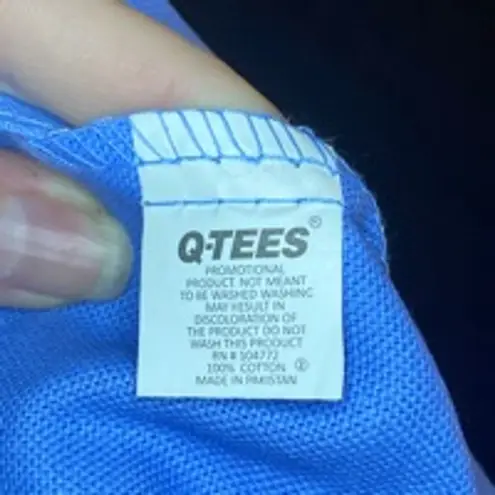 Q-TEES®
PROMOTIONAL
PRODUCT NOT MEANT
TO BE WASHED WASHING
MAY RESULT IN
DISCOLORATION OF
THE PRODUCT DO NOT
WASH THIS PRODUCT
RN # 104772
100% COTTON
MADE IN PAKISTAN